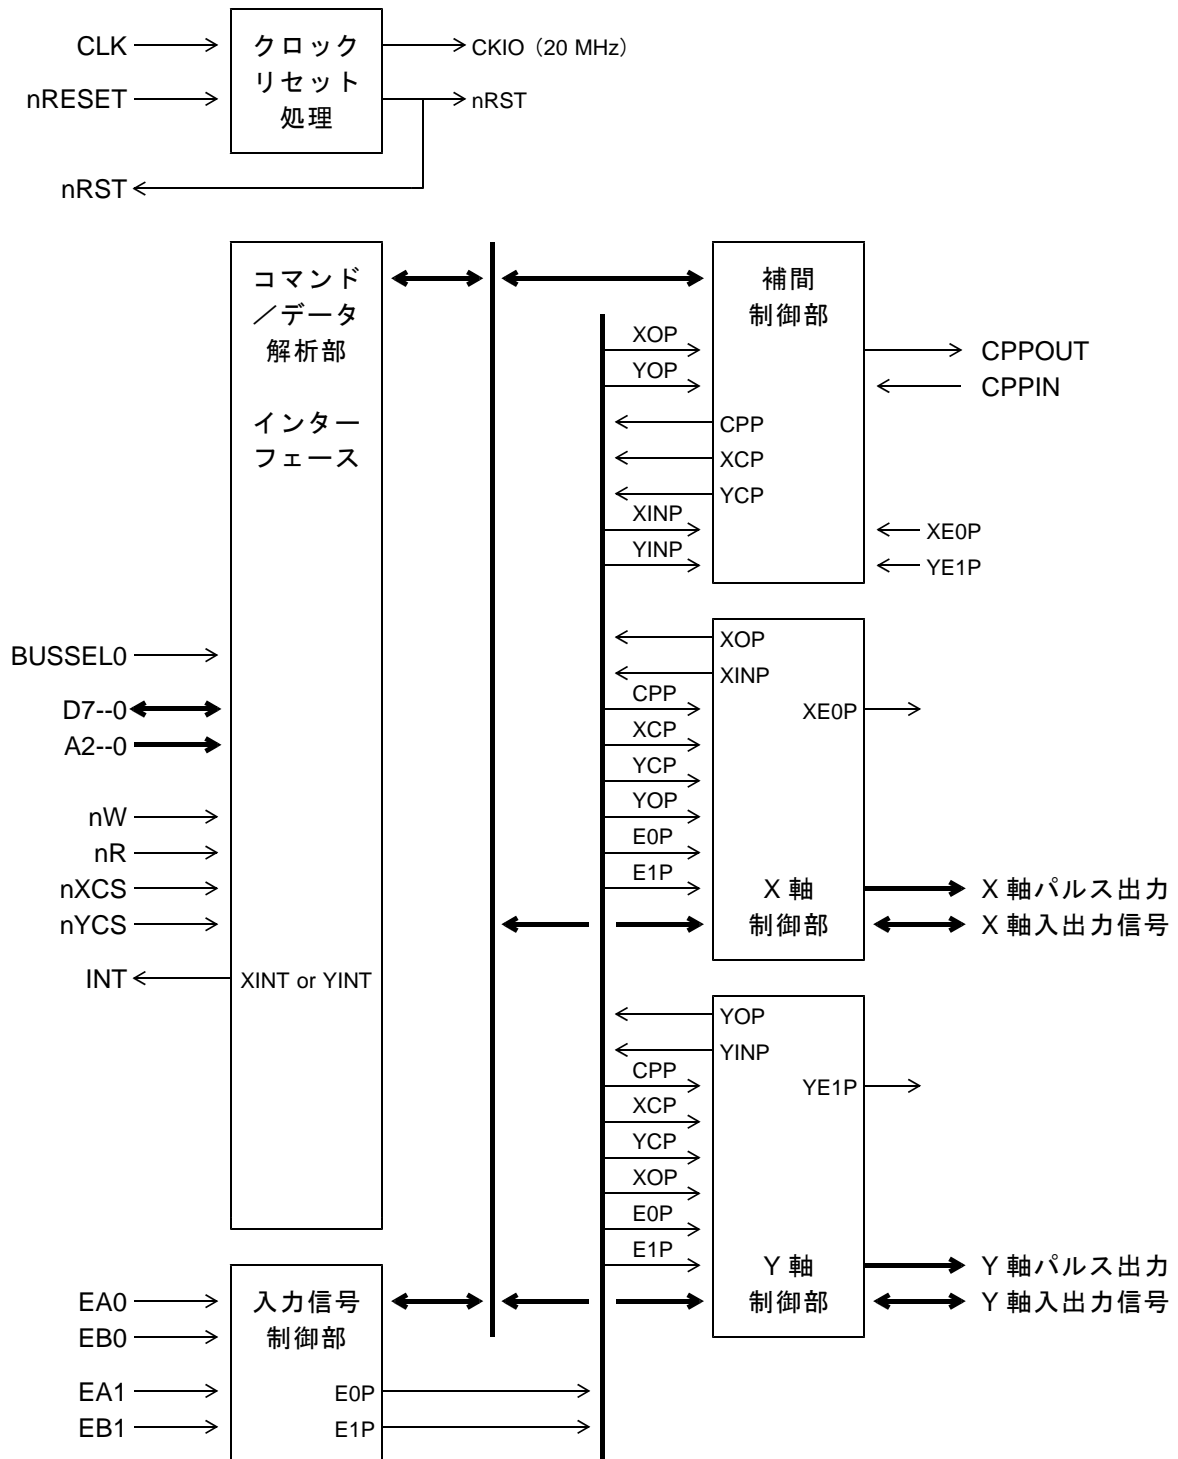 CLK
クロック
リセット
処理
CKIO（20 MHz）
nRESET
nRST
nRST
コマンド
／データ
解析部
インター
フェース
補間
制御部
XOP
YOP
CPPOUT
CPPIN
CPP
XCP
YCP
XINP
YINP
XE0P
YE1P
BUSSEL0
D7--0
A2--0
nW
nR
nXCS
nYCS
INT
XINT or YINT
XOP
XINP
CPP
XCP
YCP
YOP
E0P
E1P
XE0P
X 軸
制御部
X 軸パルス出力
X 軸入出力信号
YOP
YINP
CPP
XCP
YCP
XOP
E0P
E1P
YE1P
Y 軸
制御部
Y 軸パルス出力
Y 軸入出力信号
EA0
EB0
EA1
EB1
入力信号
制御部
E0P
E1P